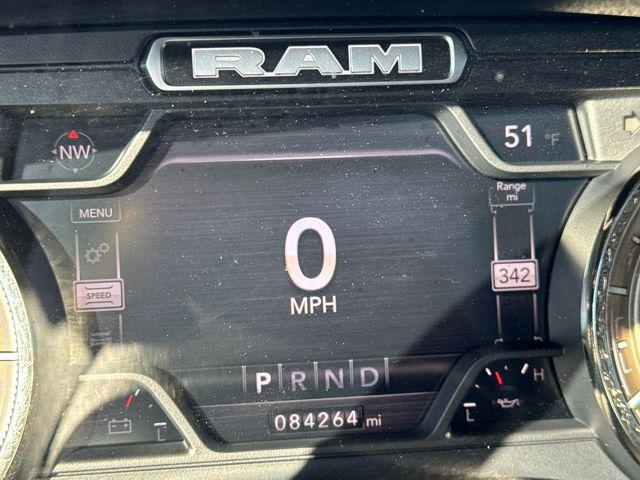 RAM
NW
51 °F
MENU
Range
mi
0
MPH
SPEED
342
P R N D
H
L
L
084264 mi